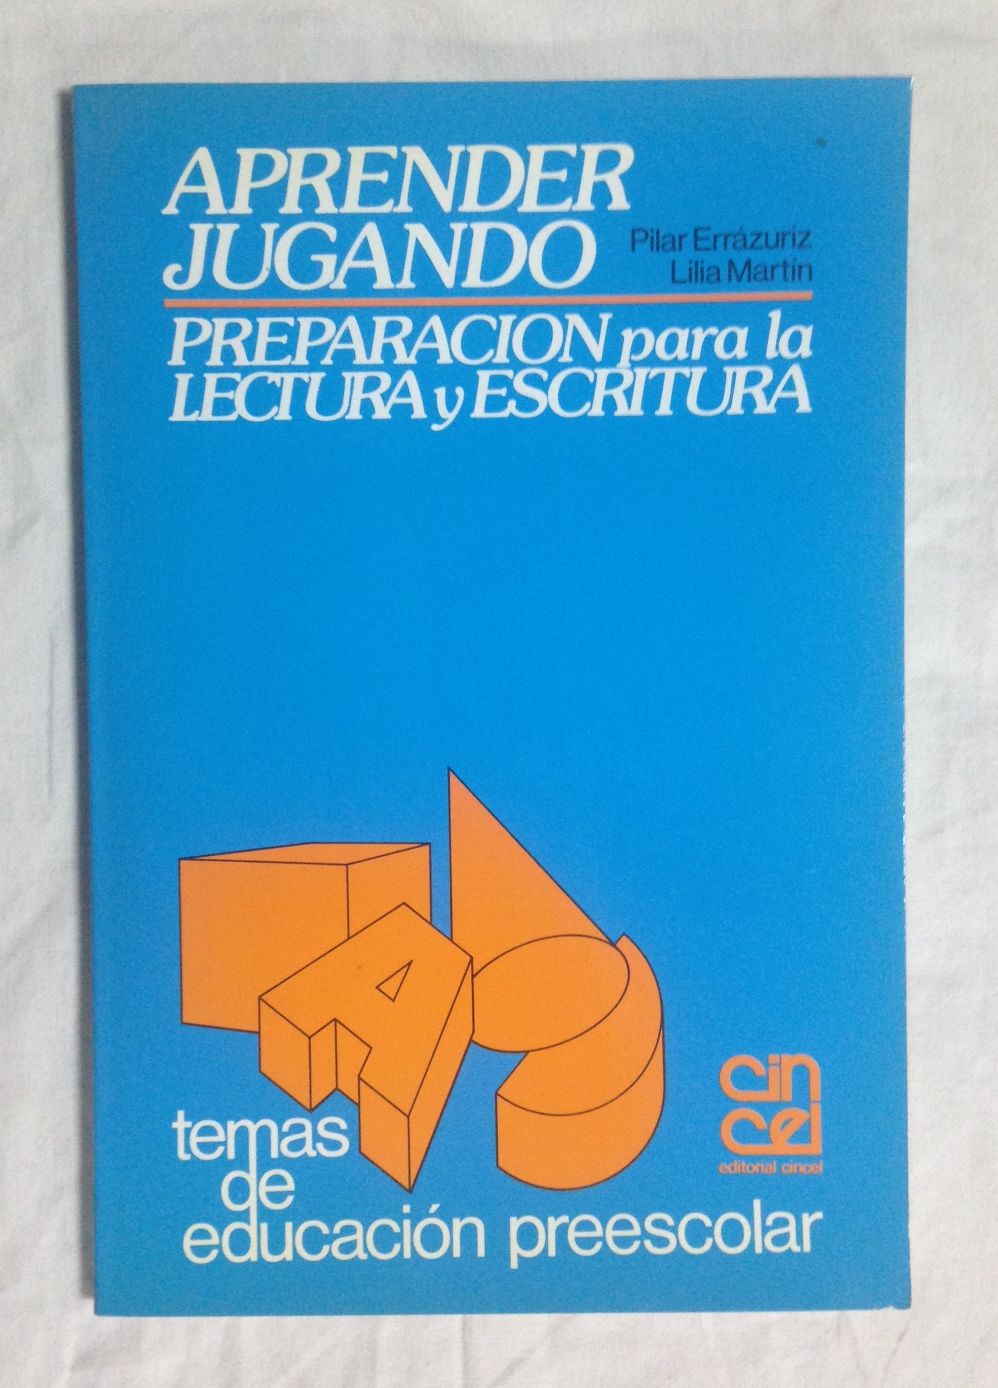 APRENDER
JUGANDO
Pilar Errázuriz
Lilia Martín
PREPARACION para la
LECTURA y ESCRITURA
cin
cel
editorial cincel
temas
de
educación preescolar